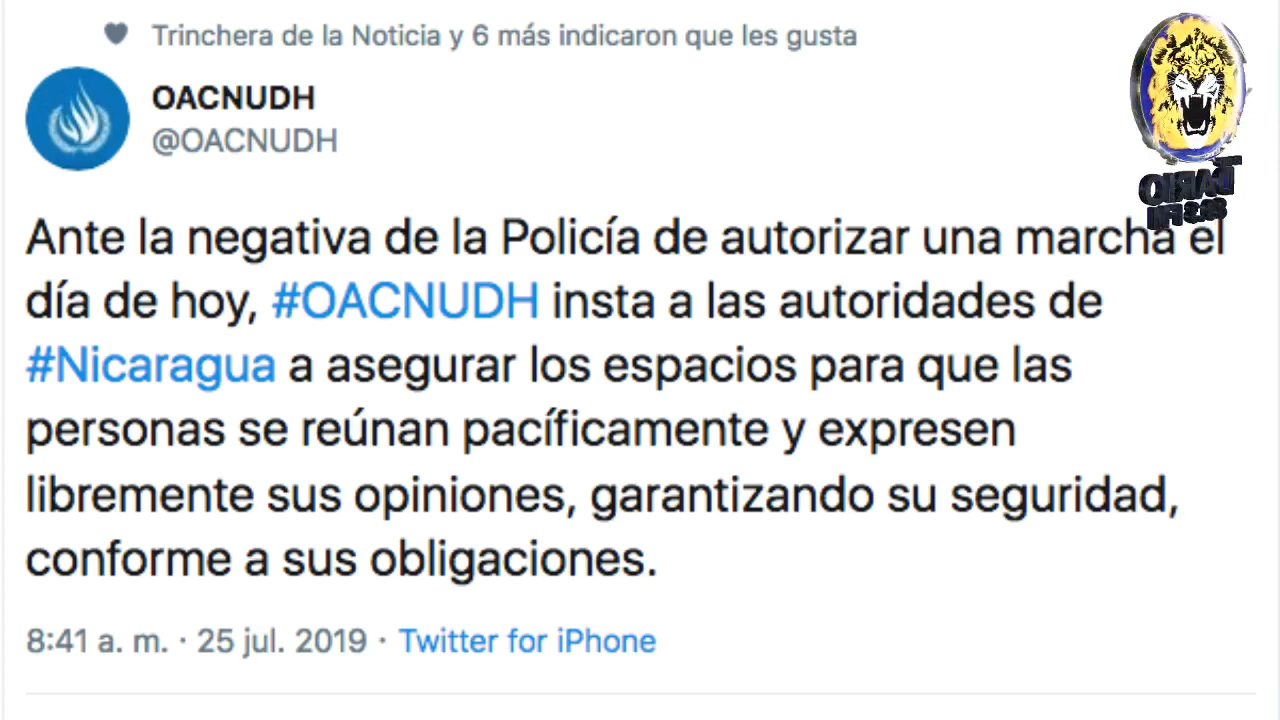 Trinchera de la Noticia y 6 más indicaron que les gusta
OACNUDH
@OACNUDH
Ante la negativa de la Policía de autorizar una marcha el
día de hoy, #OACNUDH insta a las autoridades de
#Nicaragua a asegurar los espacios para que las
personas se reúnan pacíficamente y expresen
libremente sus opiniones, garantizando su seguridad,
conforme a sus obligaciones.
8:41 a. m. · 25 jul. 2019 · Twitter for iPhone